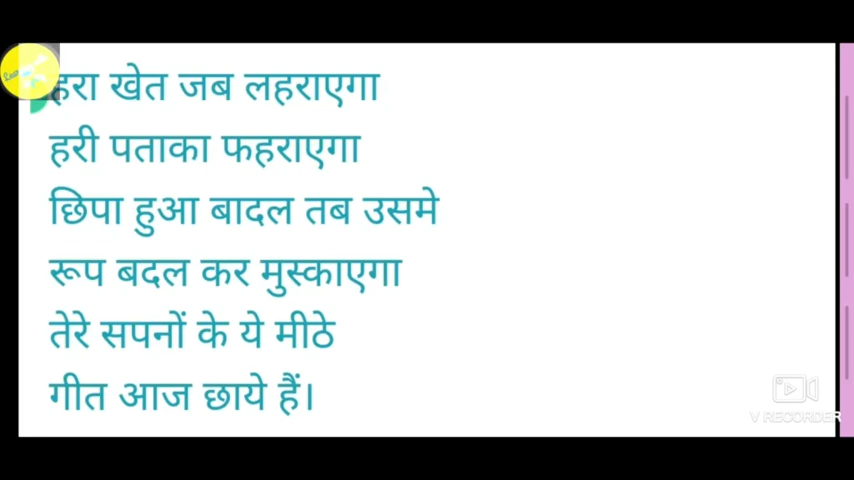 हरा खेत जब लहराएगा
हरी पताका फहराएगा
छिपा हुआ बादल तब उसमे
रूप बदल कर मुस्काएगा
तेरे सपनों के ये मीठे
गीत आज छाये हैं।
V RECORDER